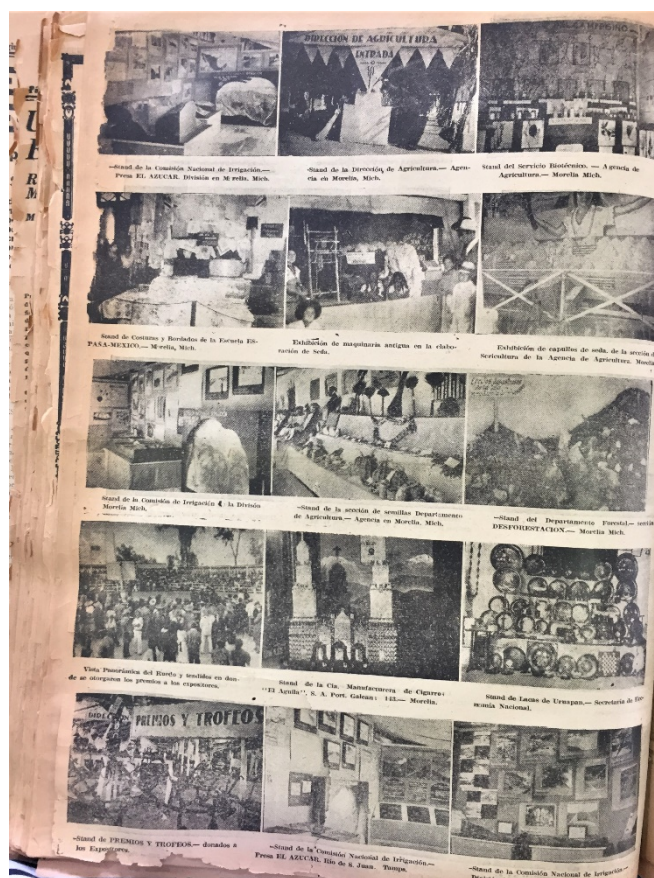 DIRECCION DE AGRICULTURA
ENTRADA
-Stand de la Comisión Nacional de Irrigación.—
Presa EL AZUCAR. División en Morelia, Mich.
-Stand de la Dirección de Agricultura.— Agen-
cia en Morelia, Mich.
Stand del Servicio Biotécnico. — Agencia de
Agricultura.— Morelia Mich.
Stand de Costuras y Bordados de la Escuela ES-
PAÑA-MEXICO.— Morelia, Mich.
Exhibición de maquinaria antigua en la elabo-
ración de Seda.
Exhibición de capullos de seda, de la sección d
Sericultura de la Agencia de Agricultura.
Stand de la Comisión de Irrigación la División
Morelia Mich.
-Stand de la sección de semillas Departamento
de Agricultura.— Agencia en Morelia, Mich.
-Stand del Departamento Forestal.—
DESFORESTACION.— Morelia Mich.
Vista Panorámica del Ruedo y tendidos en don-
de se otorgaron los premios a los expositores.
Stand de la Cía. Manufacturera de Cigarros
"El Aguila", S. A. Port. Galeana 143.— Morelia.
Stand de Lacas de Uruapan.— Secretaría de
onomía Nacional.
PREMIOS Y TROFEOS
-Stand de PREMIOS Y TROFEOS.— donados a
los Expositores.
-Stand de la Comisión Nacional de Irrigación.—
Presa EL AZUCAR. Río de S. Juan. Tamps.
-Stand de la Comisión Nacional de Irrigación.—